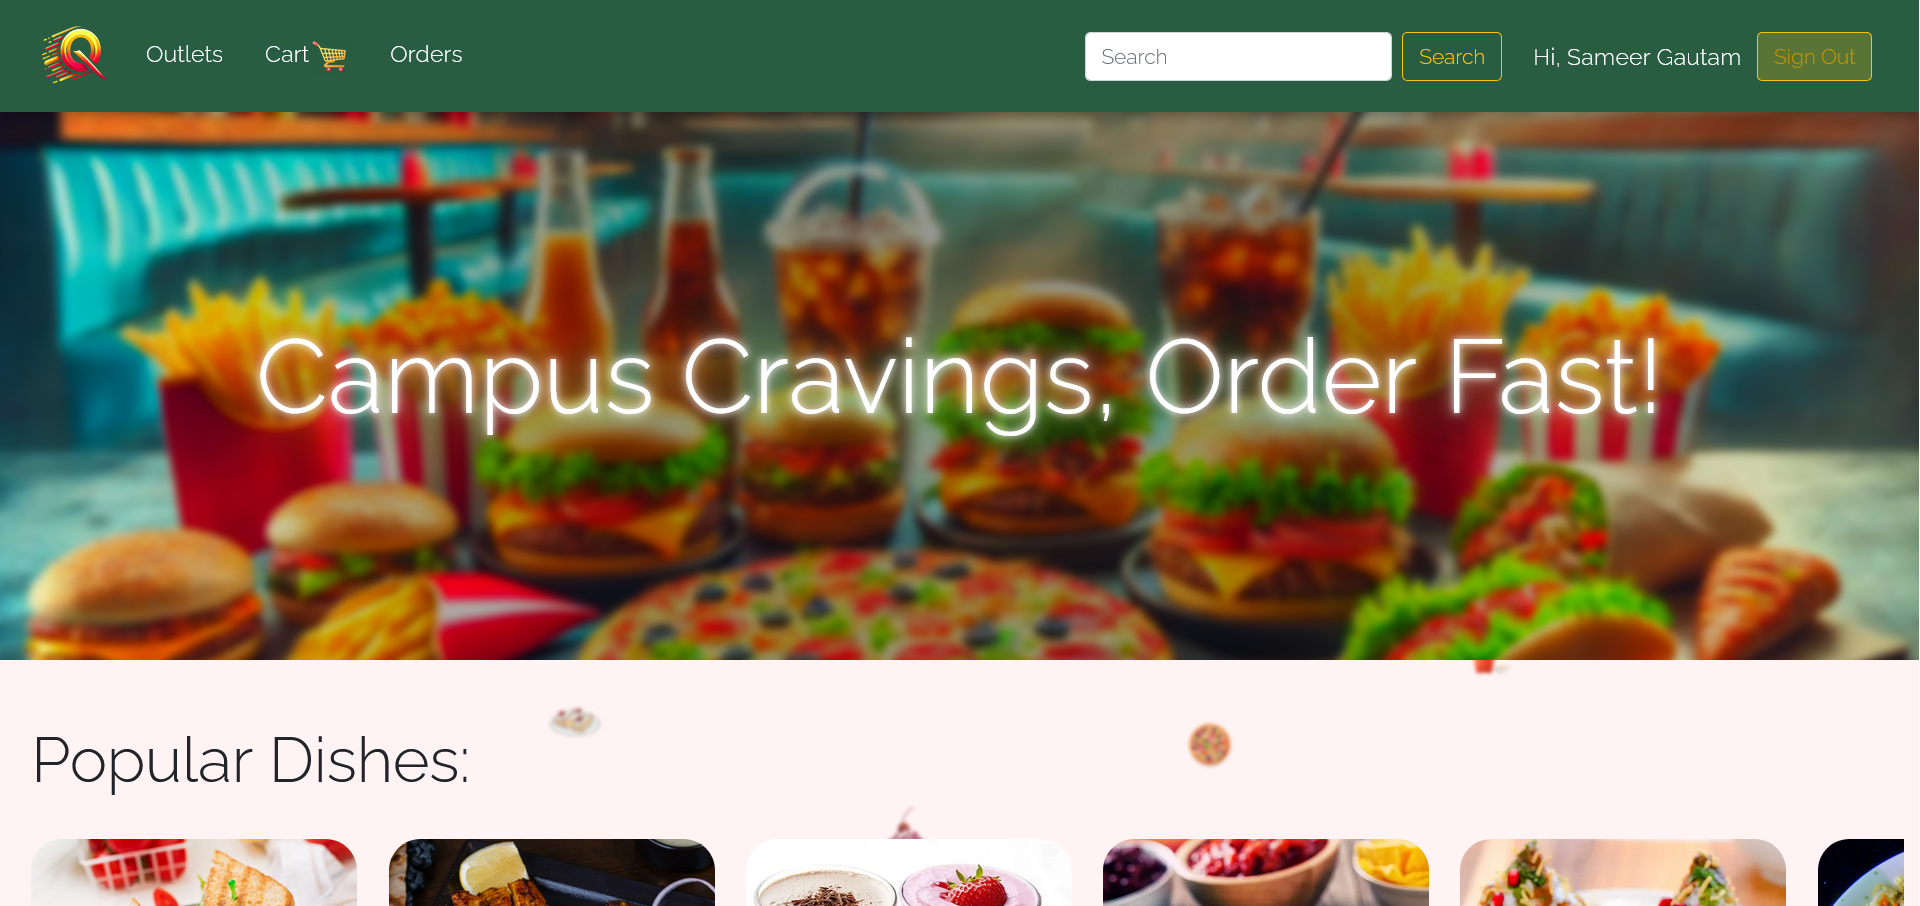 Outlets
Cart
Orders
Search
Search
Hi, Sameer Gautam
Sign Out
Campus Cravings, Order Fast!
Popular Dishes: